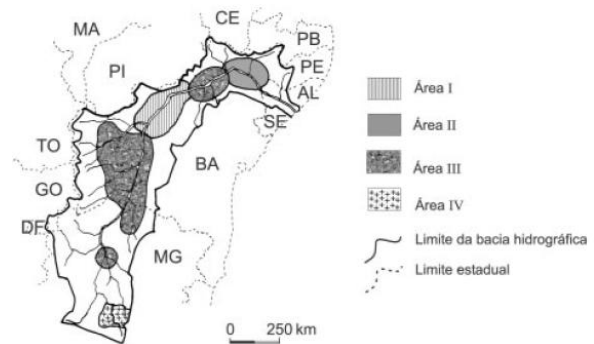 CE
MA
PB
PI
PE
AL
SE
TO
BA
GO
DF
MG
0 250 km
Área I
Área II
Área III
Área IV
Limite da bacia hidrográfica
Limite estadual